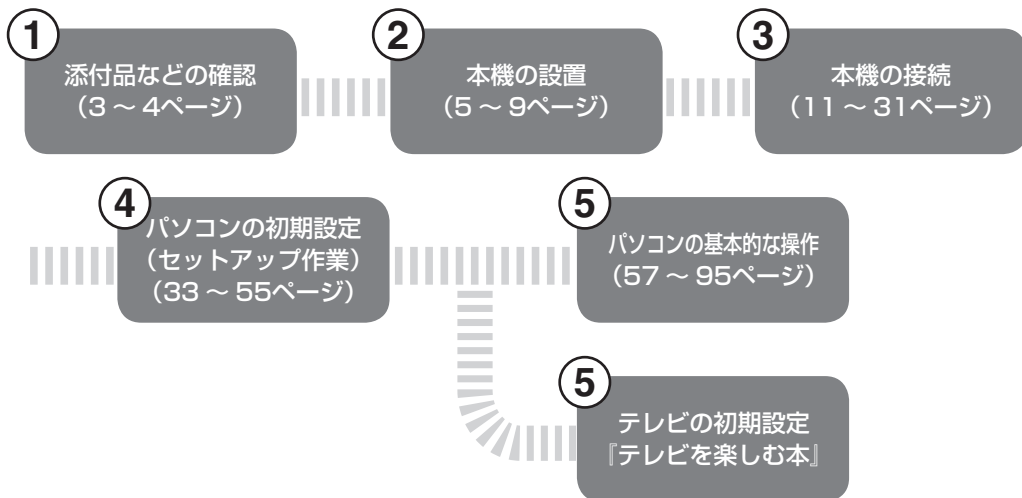 1
添付品などの確認
（3 ～ 4ページ）
2
本機の設置
（5 ～ 9ページ）
3
本機の接続
（11 ～ 31ページ）
4
パソコンの初期設定
（セットアップ作業）
（33 ～ 55ページ）
5
パソコンの基本的な操作
（57 ～ 95ページ）
5
テレビの初期設定
『テレビを楽しむ本』